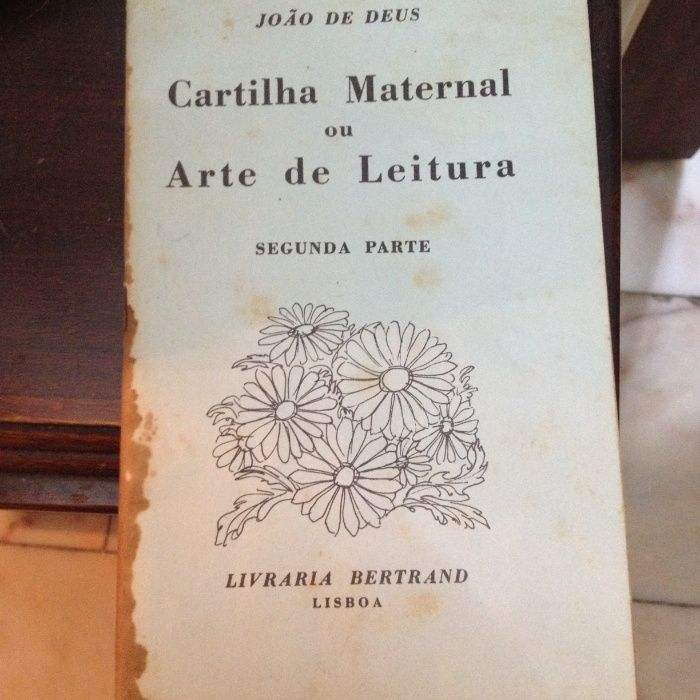 JOÃO DE DEUS
Cartilha Maternal
ou
Arte de Leitura
SEGUNDA PARTE
LIVRARIA BERTRAND
LISBOA